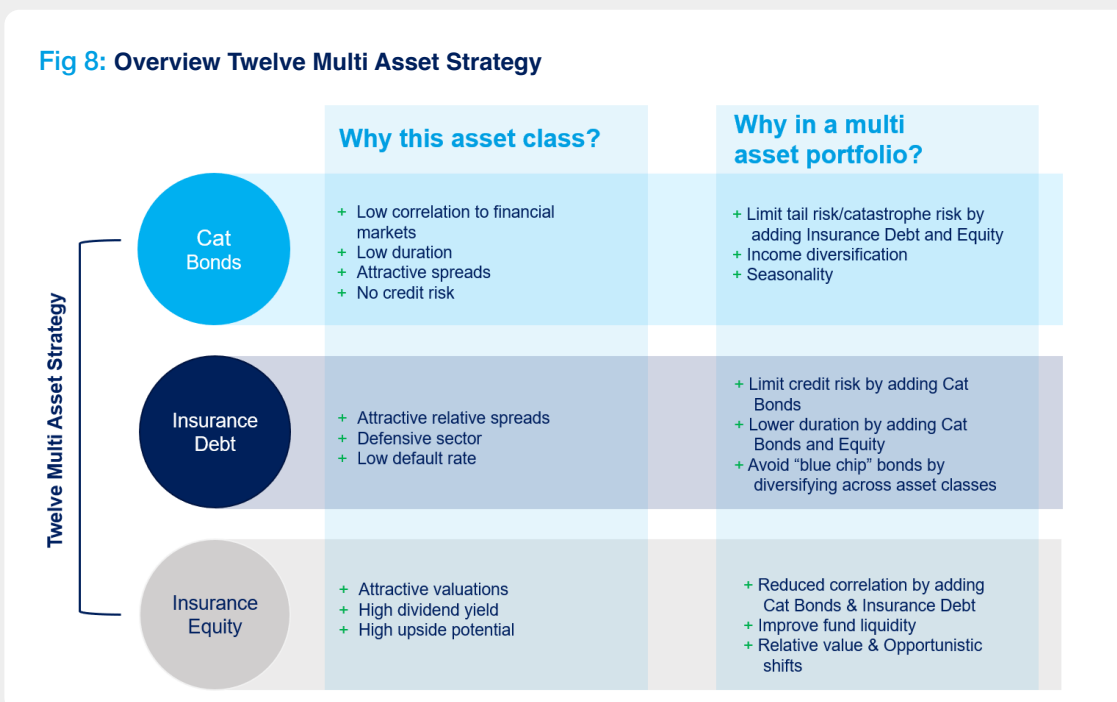 Fig 8: Overview Twelve Multi Asset Strategy
Why this asset class?
Why in a multi
asset portfolio?
Twelve Multi Asset Strategy
Cat
Bonds
+ Low correlation to financial
markets
+ Low duration
+ Attractive spreads
+ No credit risk
+ Limit tail risk/catastrophe risk by
adding Insurance Debt and Equity
+ Income diversification
+ Seasonality
Insurance
Debt
+ Attractive relative spreads
+ Defensive sector
+ Low default rate
+ Limit credit risk by adding Cat
Bonds
+ Lower duration by adding Cat
Bonds and Equity
+ Avoid “blue chip” bonds by
diversifying across asset classes
Insurance
Equity
+ Attractive valuations
+ High dividend yield
+ High upside potential
+ Reduced correlation by adding
Cat Bonds & Insurance Debt
+ Improve fund liquidity
+ Relative value & Opportunistic
shifts